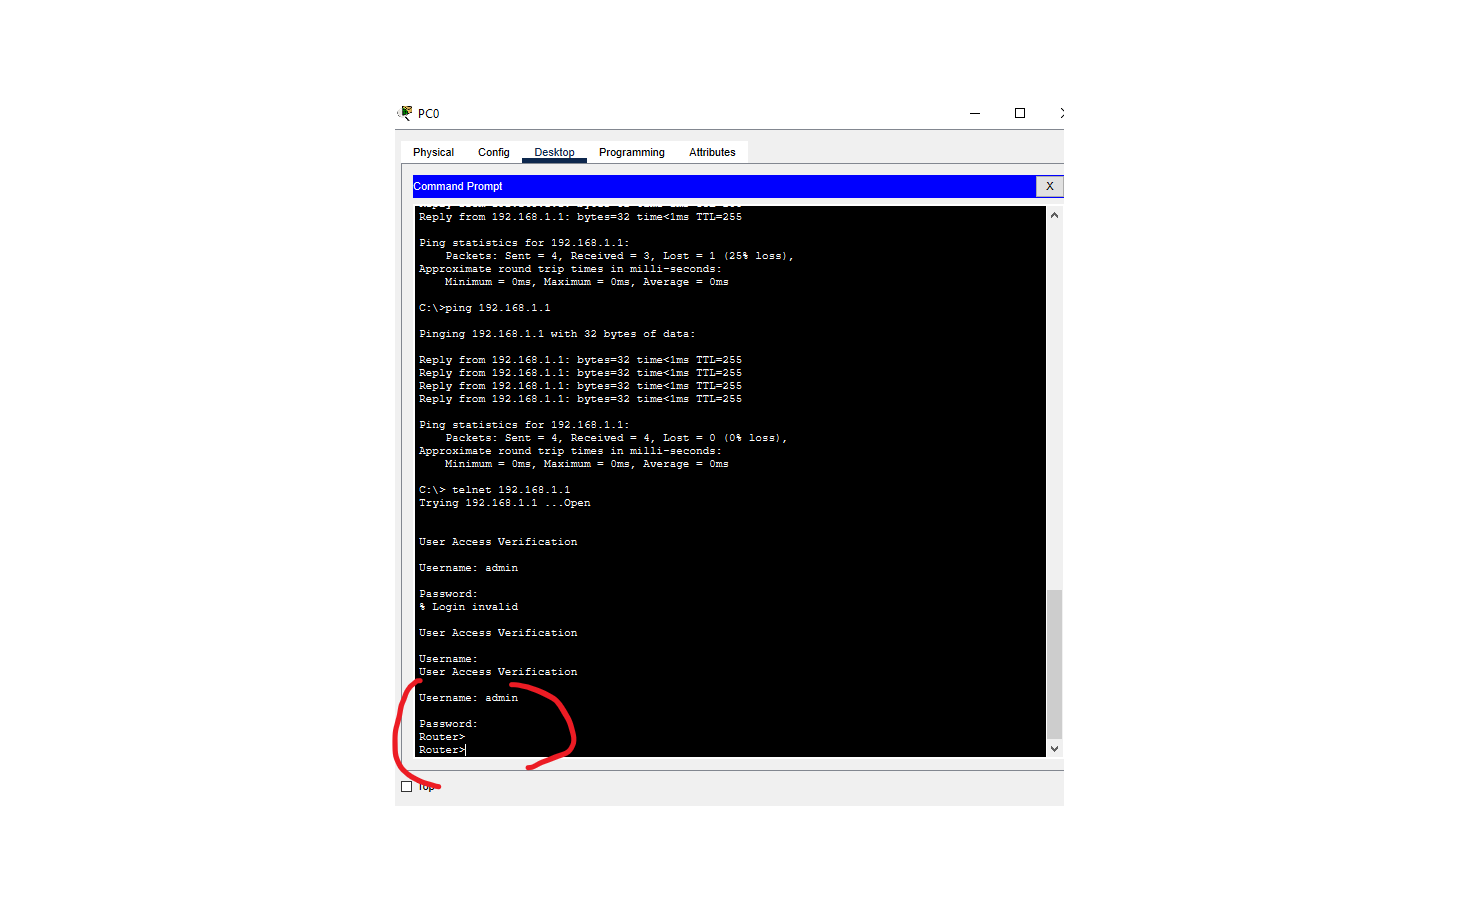 PC0
Physical Config Desktop Programming Attributes
Command Prompt X
Reply from 192.168.1.1: bytes=32 time<1ms TTL=255
Ping statistics for 192.168.1.1:
Packets: Sent = 4, Received = 3, Lost = 1 (25% loss),
Approximate round trip times in milli-seconds:
Minimum = 0ms, Maximum = 0ms, Average = 0ms
C:\>ping 192.168.1.1
Pinging 192.168.1.1 with 32 bytes of data:
Reply from 192.168.1.1: bytes=32 time<1ms TTL=255
Reply from 192.168.1.1: bytes=32 time<1ms TTL=255
Reply from 192.168.1.1: bytes=32 time<1ms TTL=255
Reply from 192.168.1.1: bytes=32 time<1ms TTL=255
Ping statistics for 192.168.1.1:
Packets: Sent = 4, Received = 4, Lost = 0 (0% loss),
Approximate round trip times in milli-seconds:
Minimum = 0ms, Maximum = 0ms, Average = 0ms
C:\> telnet 192.168.1.1
Trying 192.168.1.1 ...Open
User Access Verification
Username: admin
Password:
% Login invalid
User Access Verification
Username:
User Access Verification
Username: admin
Password:
Router>
Router>
Top